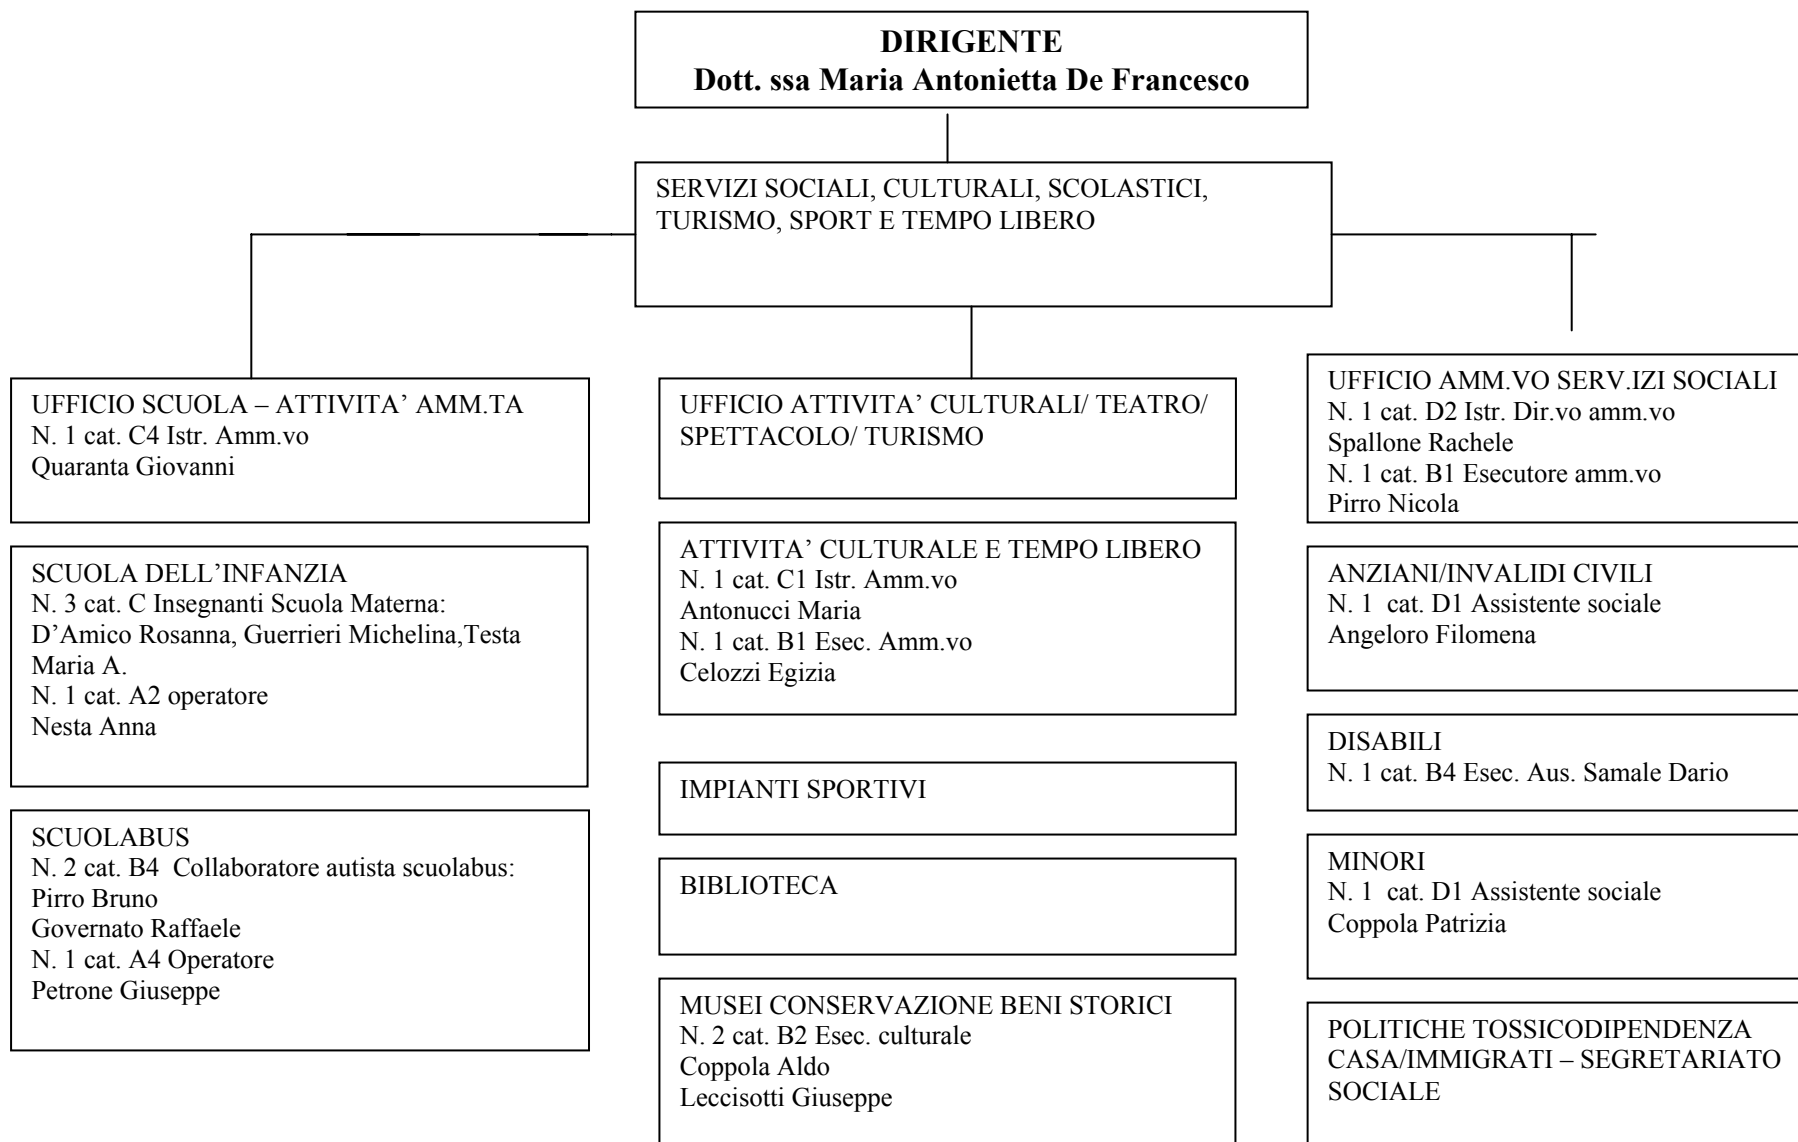 DIRIGENTE
Dott. ssa Maria Antonietta De Francesco
SERVIZI SOCIALI, CULTURALI, SCOLASTICI,
TURISMO, SPORT E TEMPO LIBERO
UFFICIO SCUOLA – ATTIVITA’ AMM.TA
N. 1 cat. C4 Istr. Amm.vo
Quaranta Giovanni
SCUOLA DELL’INFANZIA
N. 3 cat. C Insegnanti Scuola Materna:
D’Amico Rosanna, Guerrieri Michelina,Testa
Maria A.
N. 1 cat. A2 operatore
Nesta Anna
SCUOLABUS
N. 2 cat. B4  Collaboratore autista scuolabus:
Pirro Bruno
Governato Raffaele
N. 1 cat. A4 Operatore
Petrone Giuseppe
UFFICIO ATTIVITA’ CULTURALI/ TEATRO/
SPETTACOLO/ TURISMO
ATTIVITA’ CULTURALE E TEMPO LIBERO
N. 1 cat. C1 Istr. Amm.vo
Antonucci Maria
N. 1 cat. B1 Esec. Amm.vo
Celozzi Egizia
IMPIANTI SPORTIVI
BIBLIOTECA
MUSEI CONSERVAZIONE BENI STORICI
N. 2 cat. B2 Esec. culturale
Coppola Aldo
Leccisotti Giuseppe
UFFICIO AMM.VO SERV.IZI SOCIALI
N. 1 cat. D2 Istr. Dir.vo amm.vo
Spallone Rachele
N. 1 cat. B1 Esecutore amm.vo
Pirro Nicola
ANZIANI/INVALIDI CIVILI
N. 1  cat. D1 Assistente sociale
Angeloro Filomena
DISABILI
N. 1 cat. B4 Esec. Aus. Samale Dario
MINORI
N. 1  cat. D1 Assistente sociale
Coppola Patrizia
POLITICHE TOSSICODIPENDENZA
CASA/IMMIGRATI – SEGRETARIATO
SOCIALE